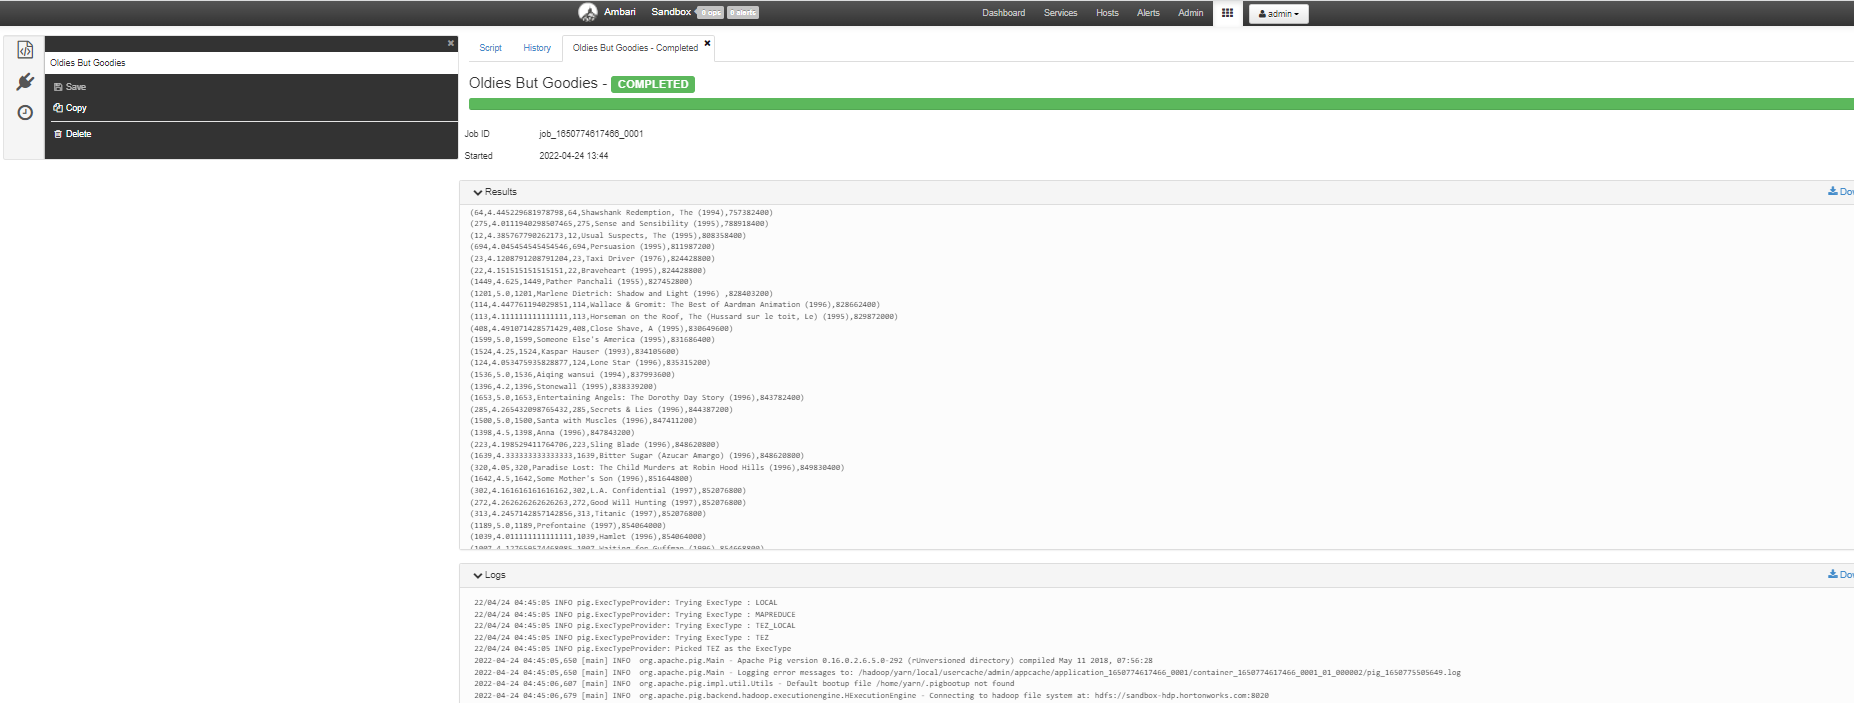 Ambari Sandbox 0 ops 0 alerts Dashboard Services Hosts Alerts Admin admin
Oldies But Goodies
Save
Copy
Delete
Script History Oldies But Goodies - Completed
Oldies But Goodies - COMPLETED
Job ID job_1650774617466_0001
Started 2022-04-24 13:44
Results Dow
(64,4.445229681978798,64,Shawshank Redemption, The (1994),757382400)
(275,4.0111940298507465,275,Sense and Sensibility (1995),788918400)
(12,4.385767790262173,12,Usual Suspects, The (1995),808358400)
(694,4.045454545454546,694,Persuasion (1995),811987200)
(23,4.1208791208791204,23,Taxi Driver (1976),824428800)
(22,4.151515151515151,22,Braveheart (1995),824428800)
(1449,4.625,1449,Pather Panchali (1955),827452800)
(1201,5.0,1201,Marlene Dietrich: Shadow and Light (1996) ,828403200)
(114,4.447761194029851,114,Wallace & Gromit: The Best of Aardman Animation (1996),828662400)
(113,4.111111111111111,113,Horseman on the Roof, The (Hussard sur le toit, Le) (1995),829872000)
(408,4.491071428571429,408,Close Shave, A (1995),830649600)
(1599,5.0,1599,Someone Else's America (1995),831686400)
(1524,4.25,1524,Kaspar Hauser (1993),834105600)
(124,4.053475935828877,124,Lone Star (1996),835315200)
(1536,5.0,1536,Aiqing wansui (1994),837993600)
(1396,4.2,1396,Stonewall (1995),838339200)
(1653,5.0,1653,Entertaining Angels: The Dorothy Day Story (1996),843782400)
(285,4.265432098765432,285,Secrets & Lies (1996),844387200)
(1500,5.0,1500,Santa with Muscles (1996),847411200)
(1398,4.5,1398,Anna (1996),847843200)
(223,4.198529411764706,223,Sling Blade (1996),848620800)
(1639,4.333333333333333,1639,Bitter Sugar (Azucar Amargo) (1996),848620800)
(320,4.05,320,Paradise Lost: The Child Murders at Robin Hood Hills (1996),849830400)
(1642,4.5,1642,Some Mother's Son (1996),851644800)
(302,4.161616161616162,302,L.A. Confidential (1997),852076800)
(272,4.262626262626263,272,Good Will Hunting (1997),852076800)
(313,4.2457142857142856,313,Titanic (1997),852076800)
(1189,5.0,1189,Prefontaine (1997),854064000)
(1039,4.011111111111111,1039,Hamlet (1996),854064000)
(1007,4.127659574468085,1007,Waiting for Guffman (1996),854668800)
Logs Dow
22/04/24 04:45:05 INFO pig.ExecTypeProvider: Trying ExecType : LOCAL
22/04/24 04:45:05 INFO pig.ExecTypeProvider: Trying ExecType : MAPREDUCE
22/04/24 04:45:05 INFO pig.ExecTypeProvider: Trying ExecType : TEZ_LOCAL
22/04/24 04:45:05 INFO pig.ExecTypeProvider: Trying ExecType : TEZ
22/04/24 04:45:05 INFO pig.ExecTypeProvider: Picked TEZ as the ExecType
2022-04-24 04:45:05,650 [main] INFO  org.apache.pig.Main - Apache Pig version 0.16.0.2.6.5.0-292 (rUnversioned directory) compiled May 11 2018, 07:56:28
2022-04-24 04:45:05,650 [main] INFO  org.apache.pig.Main - Logging error messages to: /hadoop/yarn/local/usercache/admin/appcache/application_1650774617466_0001/container_1650774617466_0001_01_000002/pig_1650775505649.log
2022-04-24 04:45:06,607 [main] INFO  org.apache.pig.impl.util.Utils - Default bootup file /home/yarn/.pigbootup not found
2022-04-24 04:45:06,679 [main] INFO  org.apache.pig.backend.hadoop.executionengine.HExecutionEngine - Connecting to hadoop file system at: hdfs://sandbox-hdp.hortonworks.com:8020